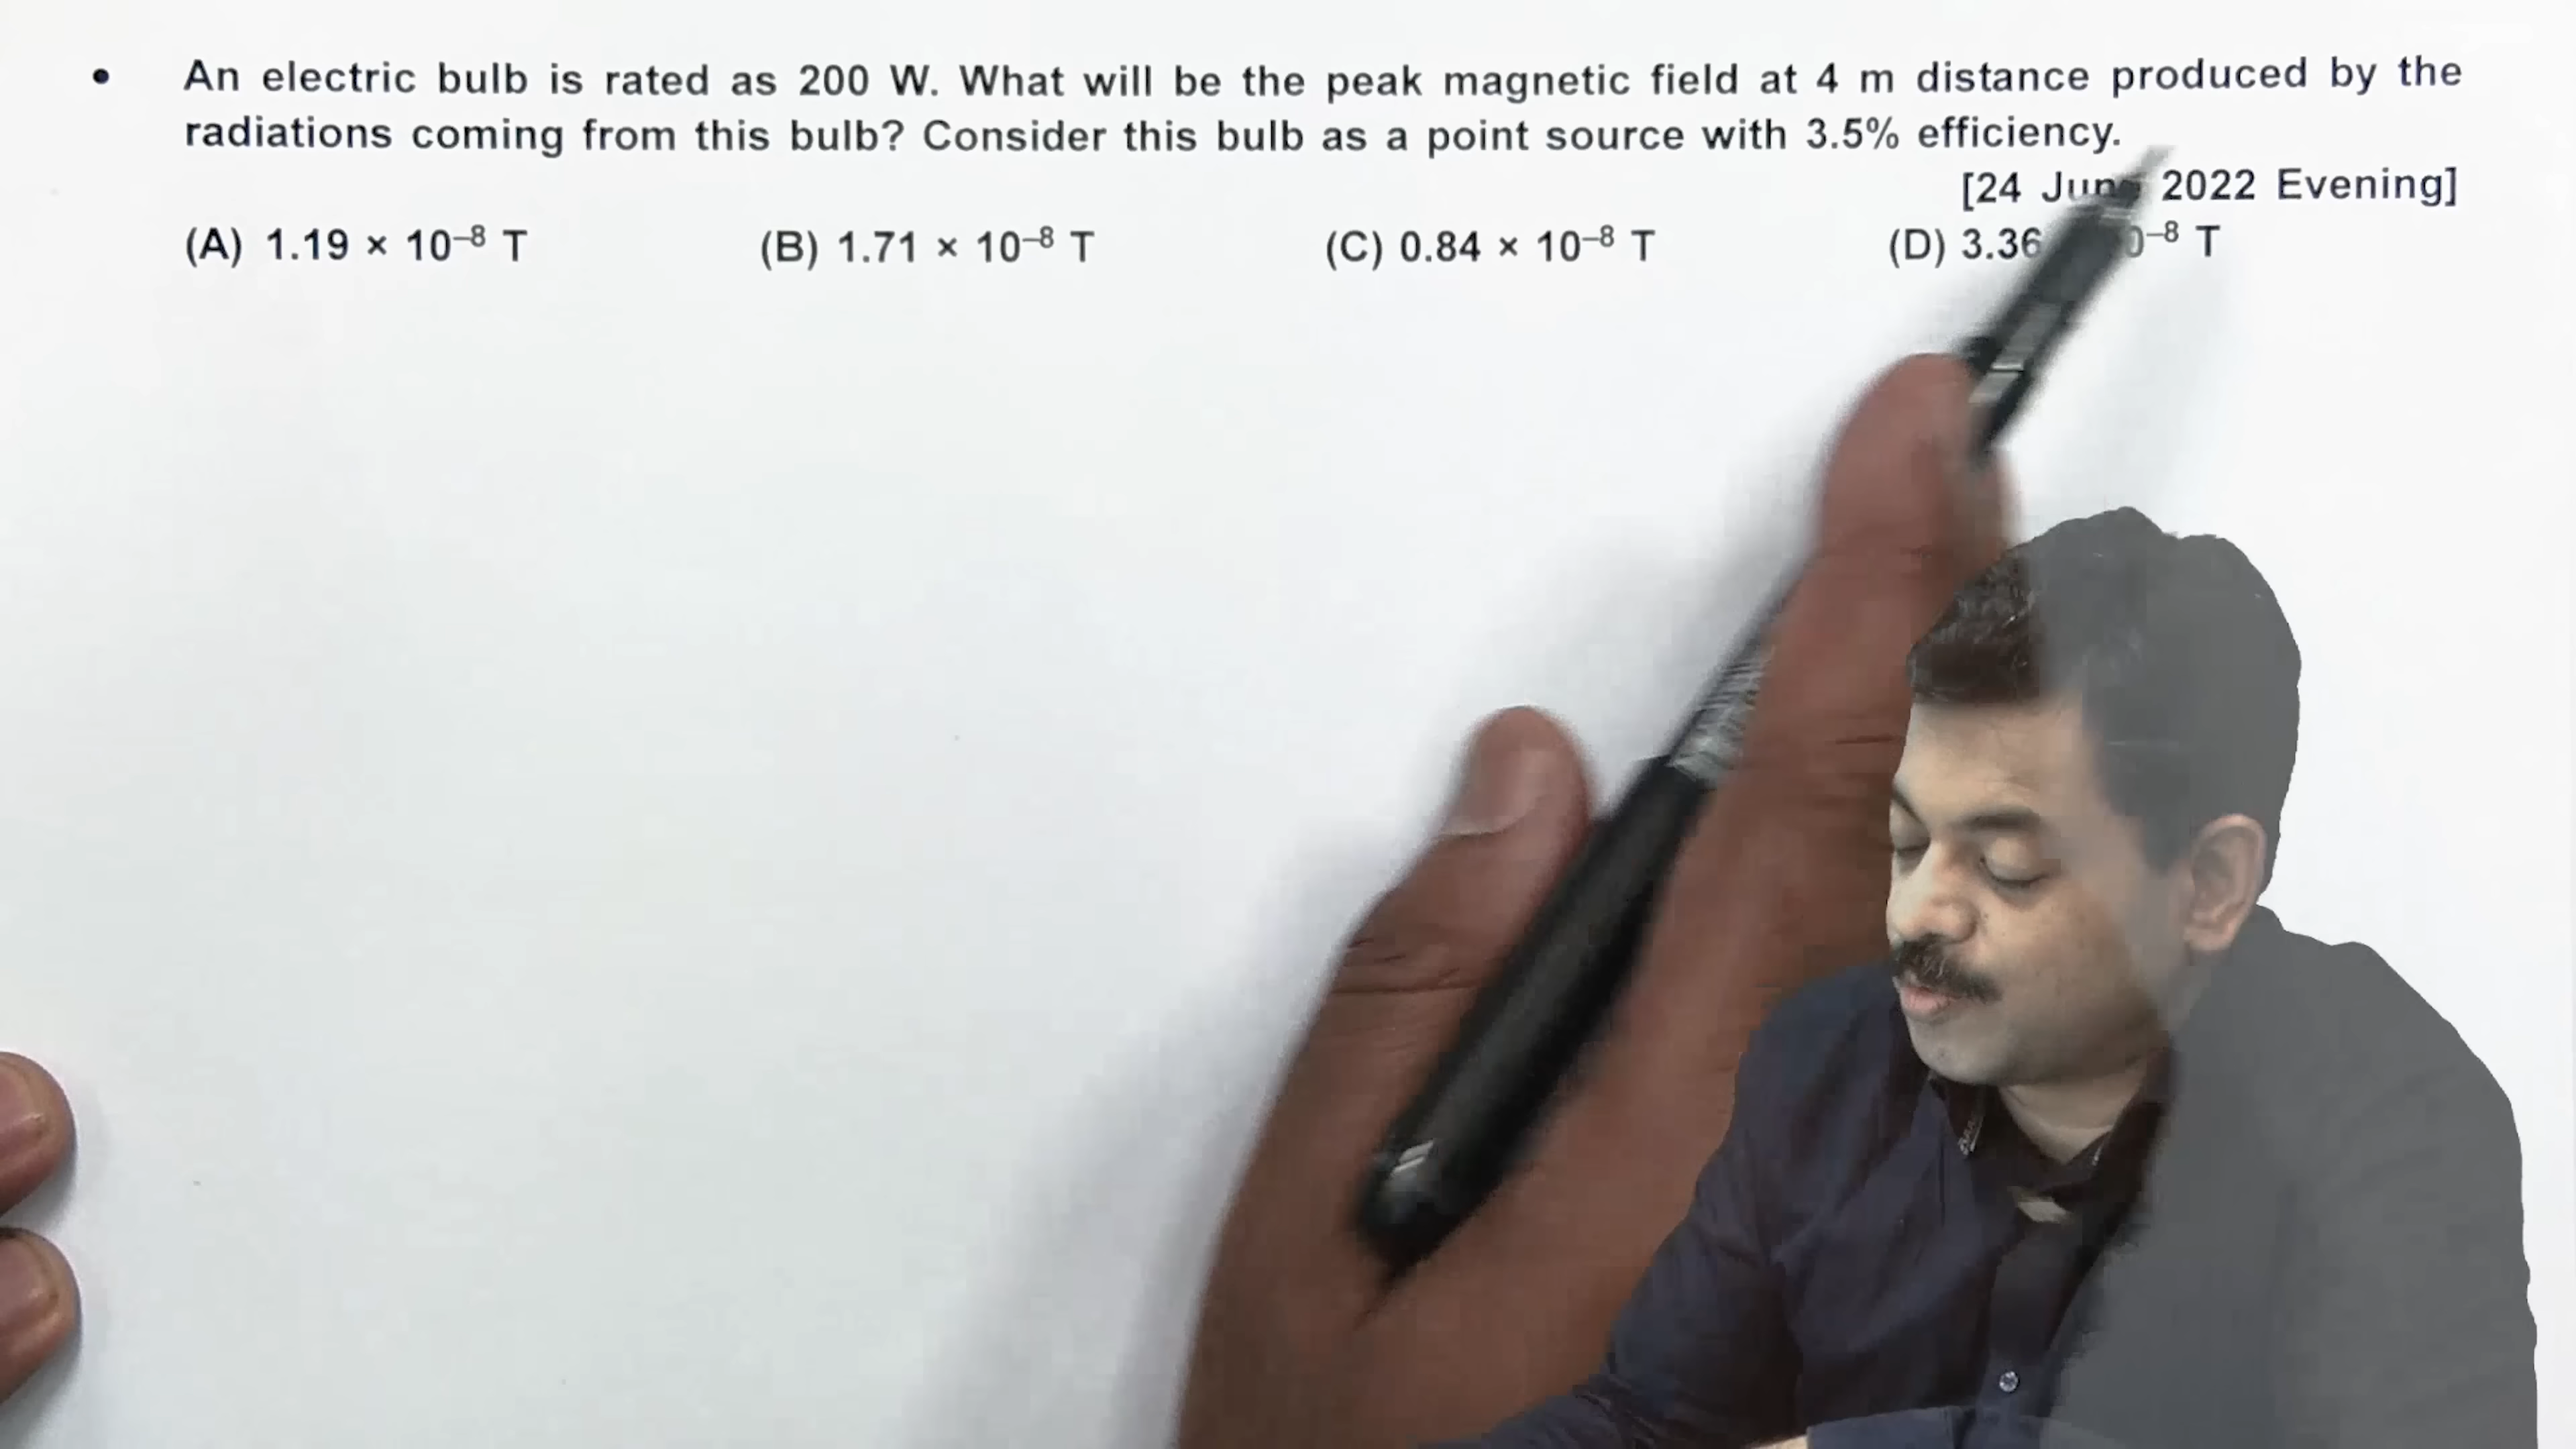 • An electric bulb is rated as 200 W. What will be the peak magnetic field at 4 m distance produced by the
radiations coming from this bulb? Consider this bulb as a point source with 3.5% efficiency.
[24 2022 Evening]
(A) 1.19 × 10⁻⁸ T (B) 1.71 × 10⁻⁸ T (C) 0.84 × 10⁻⁸ T (D) 3.36 0⁻⁸ T